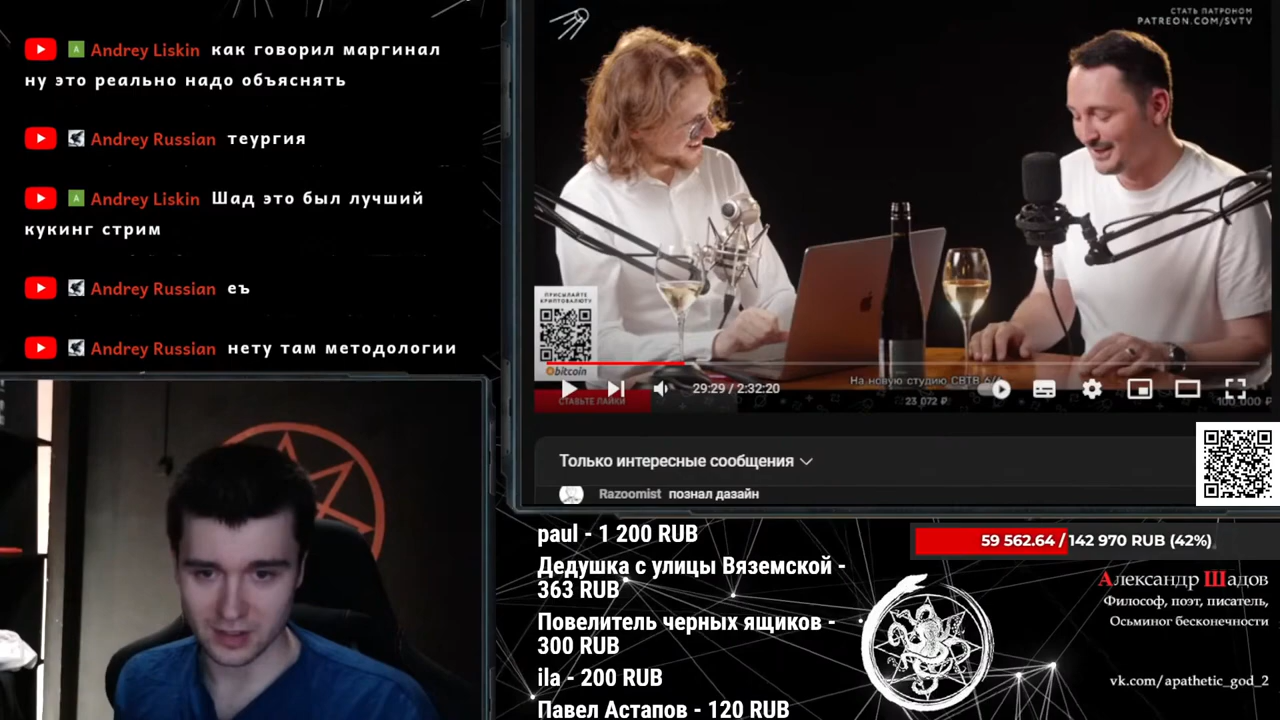 Andrey Liskin как говорил маргинал
ну это реально надо объяснять
Andrey Russian теургия
Andrey Liskin Шад это был лучший
кукинг стрим
Andrey Russian еъ
Andrey Russian нету там методологии
СТАТЬ ПАТРОНОМ
PATREON.COM/SVTV
ПРИСЫЛАЙТЕ
КРИПТОВАЛЮТУ
bitcoin
СТАВЬТЕ ЛАЙКИ
29:29 / 2:32:20
На новую студию СВТВ
23 072 ₽
100 000 ₽
Только интересные сообщения
Razoomist познал дазайн
paul - 1 200 RUB
Дедушка с улицы Вяземской -
363 RUB
Повелитель черных ящиков -
300 RUB
ila - 200 RUB
Павел Астапов - 120 RUB
59 562.64 / 142 970 RUB (42%)
Александр Шадов
Философ, поэт, писатель,
Осьминог бесконечности
vk.com/apathetic_god_2